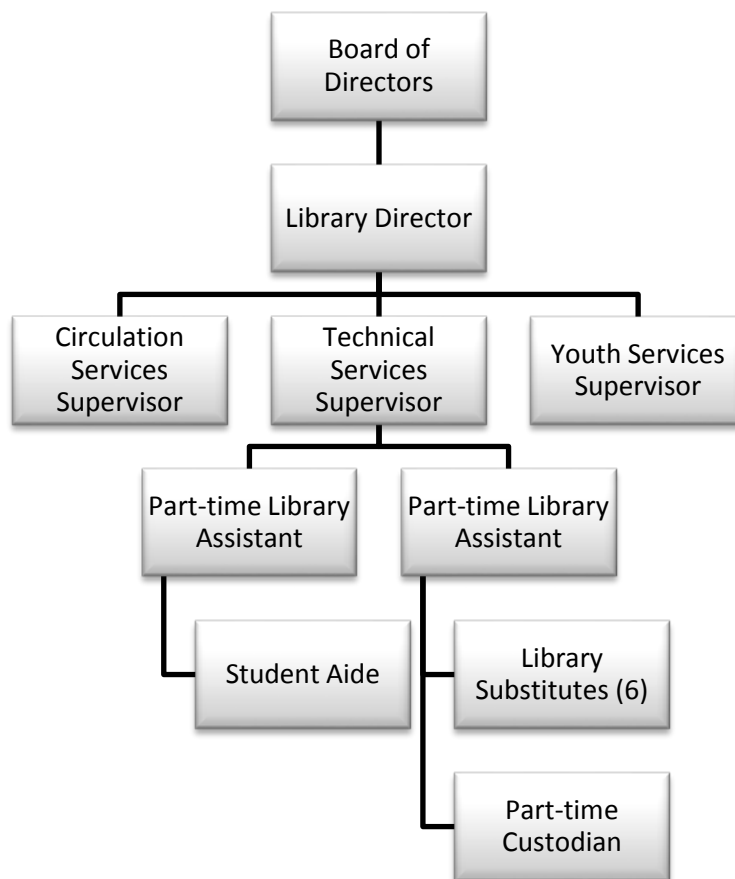 Board of
Directors
Library Director
Circulation
Services
Supervisor
Technical
Services
Supervisor
Youth Services
Supervisor
Part-time Library
Assistant
Part-time Library
Assistant
Student Aide
Library
Substitutes (6)
Part-time
Custodian